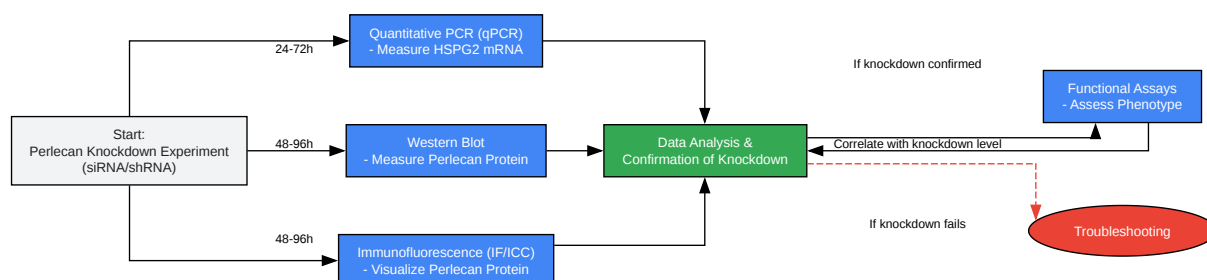 Quantitative PCR (qPCR)
- Measure HSPG2 mRNA
24-72h
If knockdown confirmed
Functional Assays
- Assess Phenotype
Start:
Perlecan Knockdown Experiment
(siRNA/shRNA)
48-96h
Western Blot
- Measure Perlecan Protein
Data Analysis &
Confirmation of Knockdown
Correlate with knockdown level
If knockdown fails
Troubleshooting
48-96h
Immunofluorescence (IF/ICC)
- Visualize Perlecan Protein